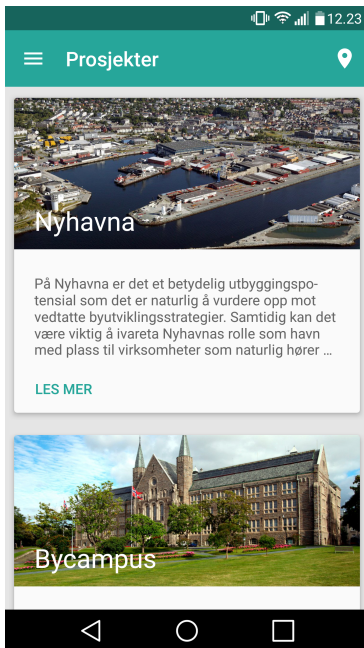 12.23
Prosjekter
Nyhavna
På Nyhavna er det et betydelig utbyggingspo-
tensial som det er naturlig å vurdere opp mot
vedtatte byutviklingsstrategier. Samtidig kan det
være viktig å ivareta Nyhavnas rolle som havn
med plass til virksomheter som naturlig hører ...
LES MER
Bycampus